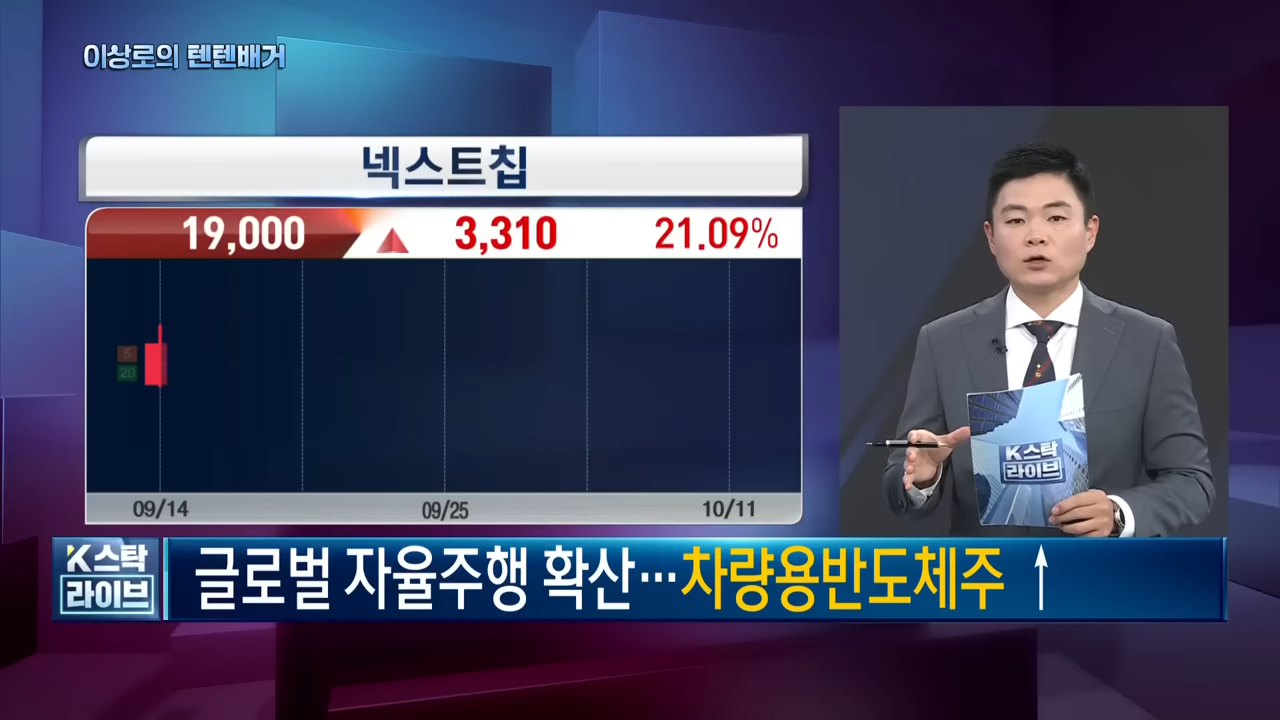 이상로의 텐텐배거
넥스트칩
19,000 ▲ 3,310 21.09%
5
20
09/14 09/25 10/11
K스탁
라이브
K스탁
라이브
글로벌 자율주행 확산…차량용반도체주 ↑